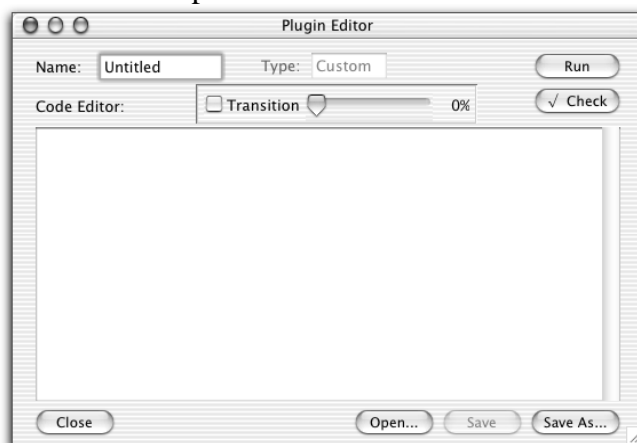 Plugin Editor
Name: Untitled Type: Custom Run
Code Editor: Transition 0% √ Check
Close Open... Save Save As...